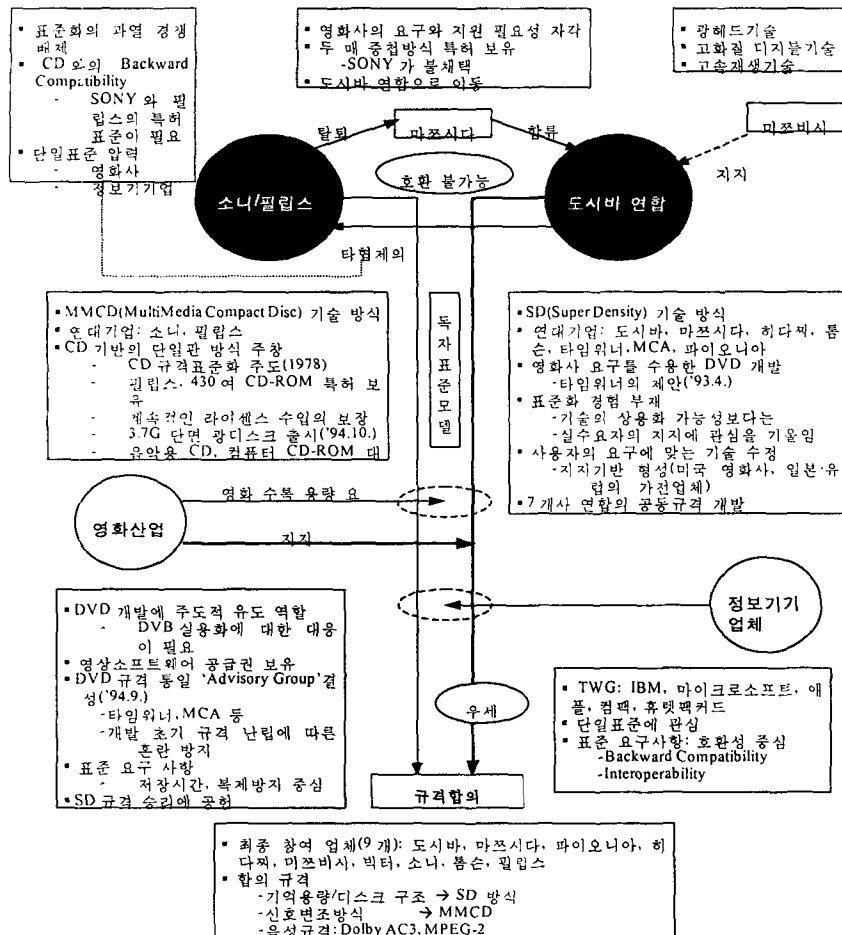 ▪ 표준화의 과열 경쟁
배제
▪ CD 와의 Backward
Compatibility
- SONY 와 필
립스의 특허
표준이 필요
▪ 단일표준 압력
- 영화사
- 정보기기업
▪ 영화사의 요구와 지원 필요성 자각
▪ 두 매 중첩방식 특허 보유
-SONY 가 불채택
▪ 도시바 연합으로 이동
▪ 광헤드기술
▪ 고화질 디지틀기술
▪ 고속재생기술
탈퇴
마쯔시다
합류
미쯔비시
지지
호환 불가능
소니/필립스
도시바 연합
타협제의
▪ MMCD(MultiMedia Compact Disc) 기술 방식
▪ 연대기업: 소니, 필립스
▪ CD 기반의 단일판 방식 주창
- CD 규격표준화 주도(1978)
- 필립스, 430 여 CD-ROM 특허 보
유
- 계속적인 라이센스 수입의 보장
- 3.7G 단면 광디스크 출시('94.10.)
- 음악용 CD, 컴퓨터 CD-ROM 대
독자표준모델
▪ SD(Super Density) 기술 방식
▪ 연대기업: 도시바, 마쯔시다, 히다찌, 톰
슨, 타임워너, MCA, 파이오니아
▪ 영화사 요구를 수용한 DVD 개발
-타임워너의 제안('93.4.)
▪ 표준화 경험 부재
-기술의 상용화 가능성보다는
-실수요자의 지지에 관심을 기울임
▪ 사용자의 요구에 맞는 기술 수정
-지지기반 형성(미국 영화사, 일본·유
럽의 가전업체)
▪ 7 개사 연합의 공동규격 개발
영화 수록 용량 요
영화산업
지지
▪ DVD 개발에 주도적 유도 역할
- DVB 실용화에 대한 대응
이 필요
▪ 영상소프트웨어 공급권 보유
▪ DVD 규격 통일 'Advisory Group'결
성('94.9.)
-타임워너, MCA 등
-개발 초기 규격 난립에 따른
혼란 방지
▪ 표준 요구 사항
- 저장시간, 복제방지 중심
▪ SD 규격 승리에 공헌
정보기기
업체
▪ TWG: IBM, 마이크로소프트, 애
플, 컴팩, 휴렛팩커드
▪ 단일표준에 관심
▪ 표준 요구사항: 호환성 중심
-Backward Compatibility
-Interoperability
우세
규격합의
▪ 최종 참여 업체(9 개): 도시바, 마쯔시다, 파이오니아, 히
다찌, 미쯔비사, 빅터, 소니, 톰슨, 필립스
▪ 합의 규격
-기억용량/디스크 구조 → SD 방식
-신호변조방식 → MMCD
-음성규격: Dolby AC3, MPEG-2